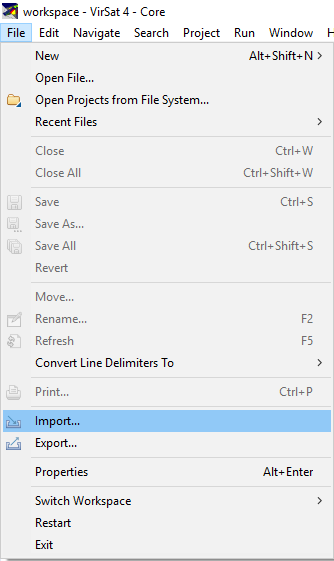 workspace - VirSat 4 - Core
File Edit Navigate Search Project Run Window H
New Alt+Shift+N
Open File...
Open Projects from File System...
Recent Files
Close Ctrl+W
Close All Ctrl+Shift+W
Save Ctrl+S
Save As...
Save All Ctrl+Shift+S
Revert
Move...
Rename... F2
Refresh F5
Convert Line Delimiters To
Print... Ctrl+P
Import...
Export...
Properties Alt+Enter
Switch Workspace
Restart
Exit